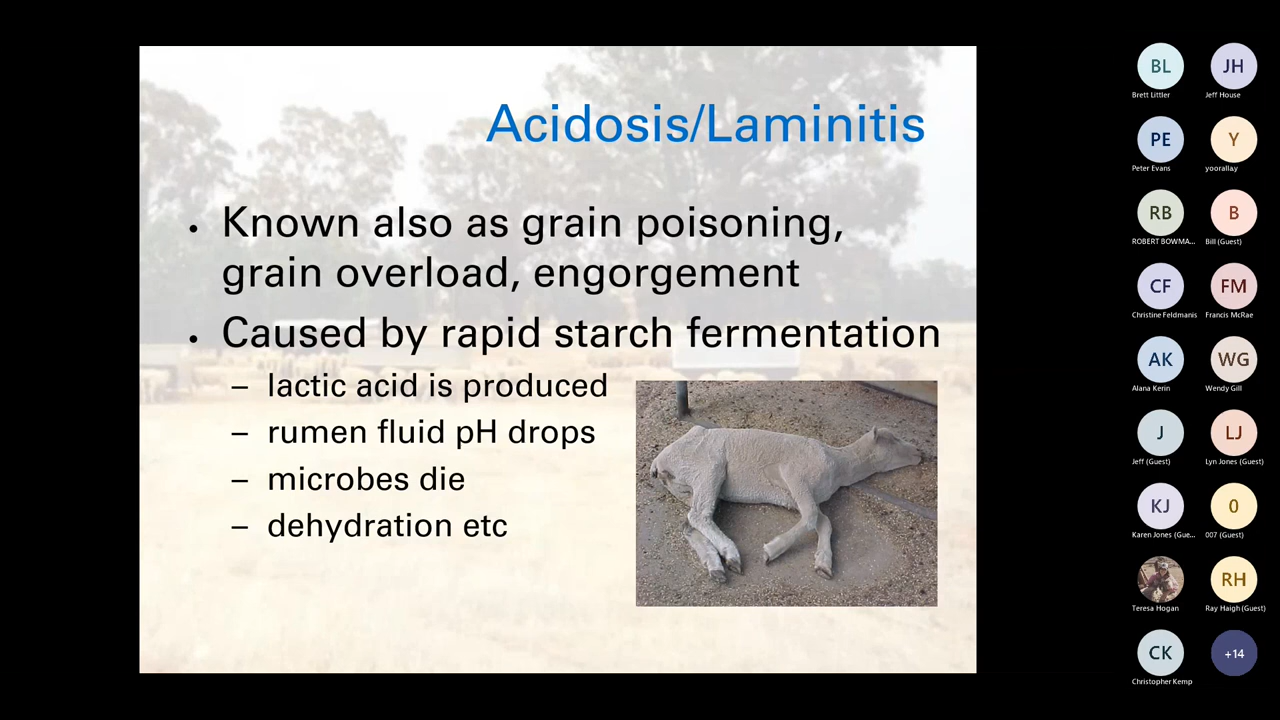 Acidosis/Laminitis
• Known also as grain poisoning,
grain overload, engorgement
• Caused by rapid starch fermentation
– lactic acid is produced
– rumen fluid pH drops
– microbes die
– dehydration etc
BL JH
Brett Littler Jeff House
PE Y
Peter Evans yoorallay
RB B
ROBERT BOWMA... Bill (Guest)
CF FM
Christine Feldmanis Francis McRae
AK WG
Alana Kerin Wendy Gill
J LJ
Jeff (Guest) Lyn Jones (Guest)
KJ 0
Karen Jones (Gue... 007 (Guest)
RH
Teresa Hogan Ray Haigh (Guest)
CK +14
Christopher Kemp